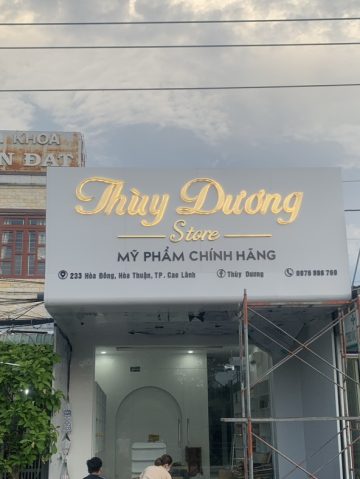 KHOA
N ĐẠT
Thùy Dương
Store
MỸ PHẨM CHÍNH HÃNG
233 Hòa Đông, Hòa Thuận, TP. Cao Lãnh
Thùy Dương
0976 986 769